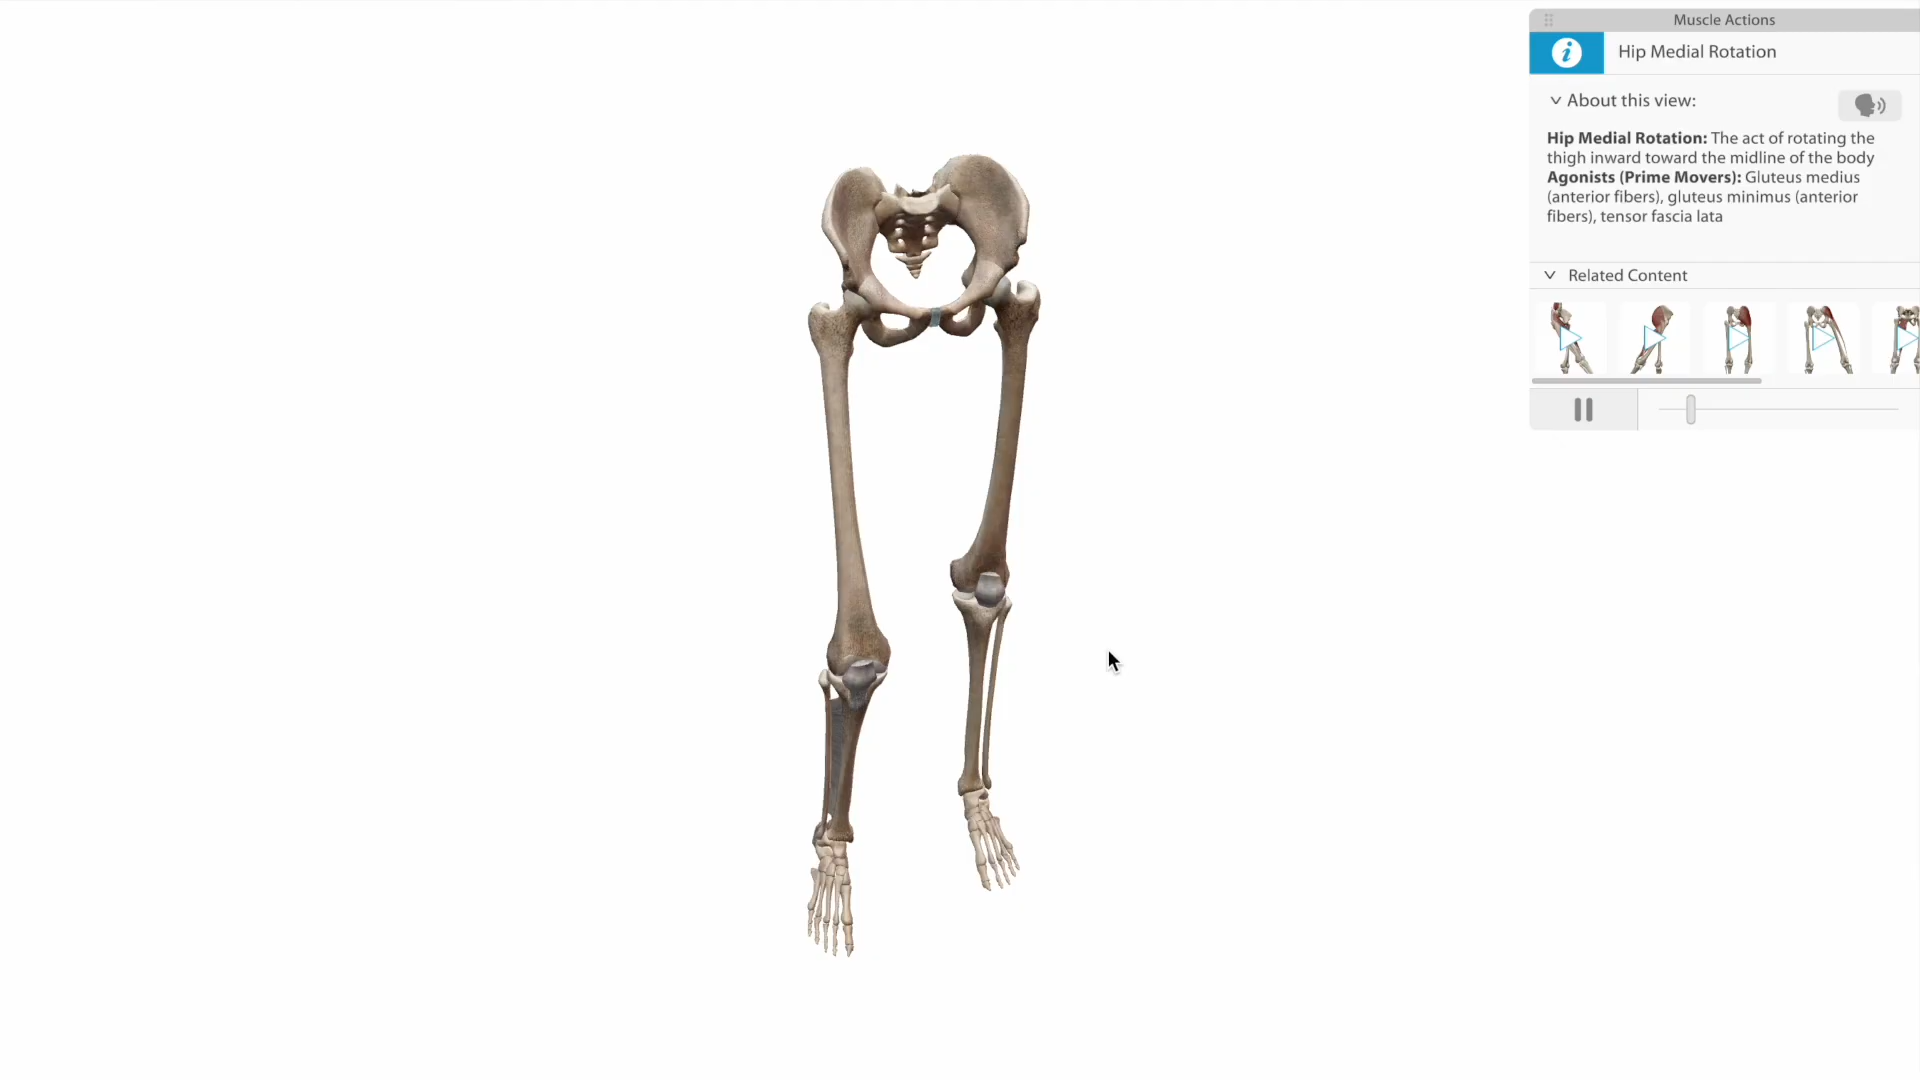 Muscle Actions
i
Hip Medial Rotation
About this view:
Hip Medial Rotation: The act of rotating the
thigh inward toward the midline of the body
Agonists (Prime Movers): Gluteus medius
(anterior fibers), gluteus minimus (anterior
fibers), tensor fascia lata
Related Content